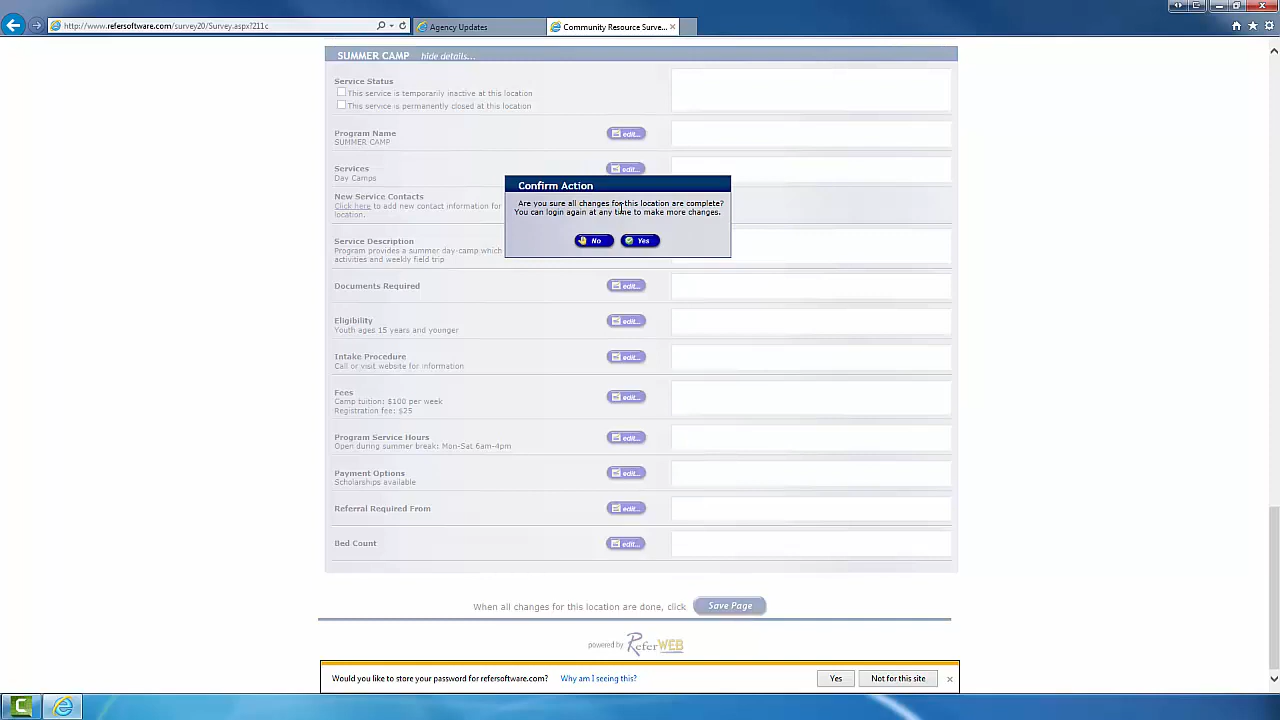 http://www.refersoftware.com/survey20/Survey.aspx?211c
Agency Updates
Community Resource Surve...
SUMMER CAMP hide details...
Service Status
This service is temporarily inactive at this location
This service is permanently closed at this location
Program Name
edit...
SUMMER CAMP
Services
edit...
Day Camps
Confirm Action
Are you sure all changes for this location are complete?
You can login again at any time to make more changes.
No
Yes
New Service Contacts
Click here to add new contact information for
location.
Service Description
Program provides a summer day-camp which
activities and weekly field trip
Documents Required
edit...
Eligibility
edit...
Youth ages 15 years and younger
Intake Procedure
edit...
Call or visit website for information
Fees
edit...
Camp tuition: $100 per week
Registration fee: $25
Program Service Hours
edit...
Open during summer break: Mon-Sat 6am-4pm
Payment Options
edit...
Scholarships available
Referral Required From
edit...
Bed Count
edit...
When all changes for this location are done, click
Save Page
powered by ReferWEB
Would you like to store your password for refersoftware.com?
Why am I seeing this?
Yes
Not for this site